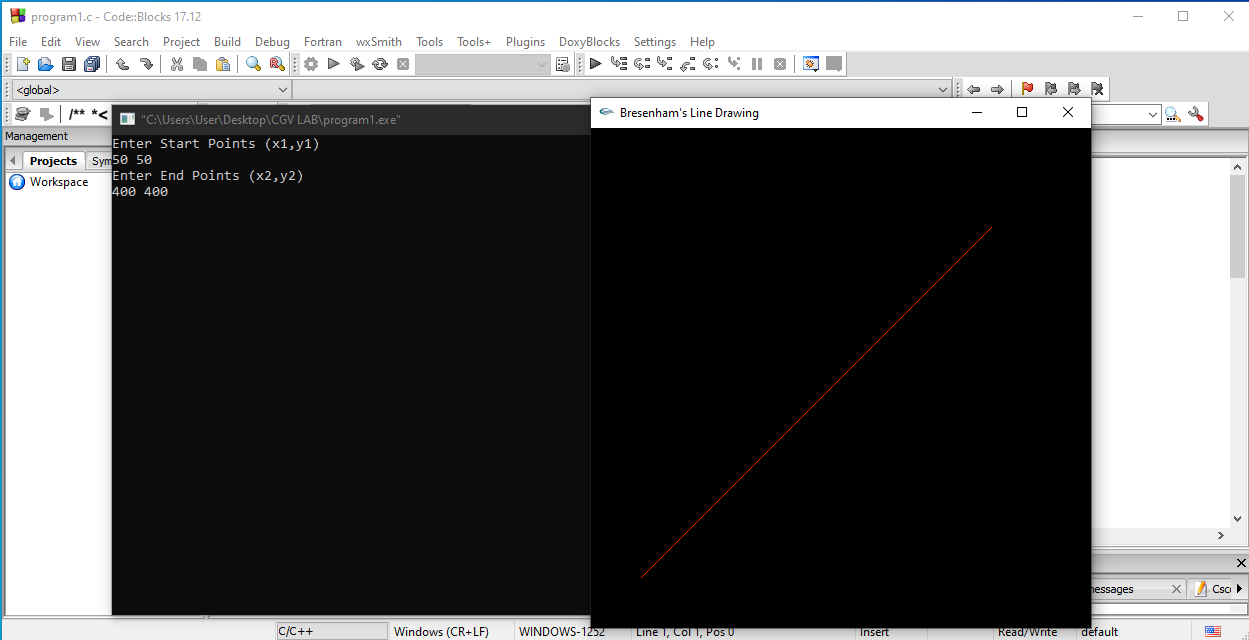 program1.c - Code::Blocks 17.12
File Edit View Search Project Build Debug Fortran wxSmith Tools Tools+ Plugins DoxyBlocks Settings Help
<global>
/** *<
Management
Projects Sym
Workspace
"C:\Users\User\Desktop\CGV LAB\program1.exe"
Enter Start Points (x1,y1)
50 50
Enter End Points (x2,y2)
400 400
Bresenham's Line Drawing
messages Csc
C/C++ Windows (CR+LF) WINDOWS-1252 Line 1, Col 1, Pos 0 Insert Read/Write default